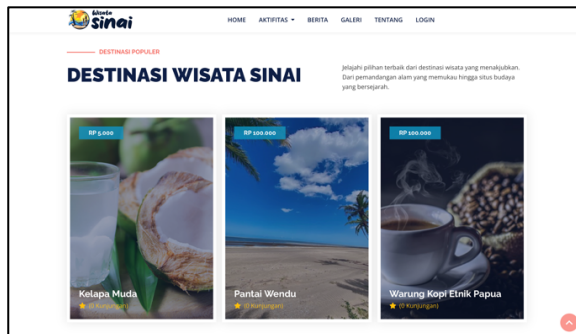 Wisata
Sinai
HOME AKTIFITAS BERITA GALERI TENTANG LOGIN
DESTINASI POPULER
DESTINASI WISATA SINAI
Jelajahi pilihan terbaik dari destinasi wisata yang menakjubkan.
Dari pemandangan alam yang memukau hingga situs budaya
yang bersejarah.
RP 5.000
RP 100.000
RP 100.000
Kelapa Muda
(0 Kunjungan)
Pantai Wendu
(0 Kunjungan)
Warung Kopi Etnik Papua
(0 Kunjungan)